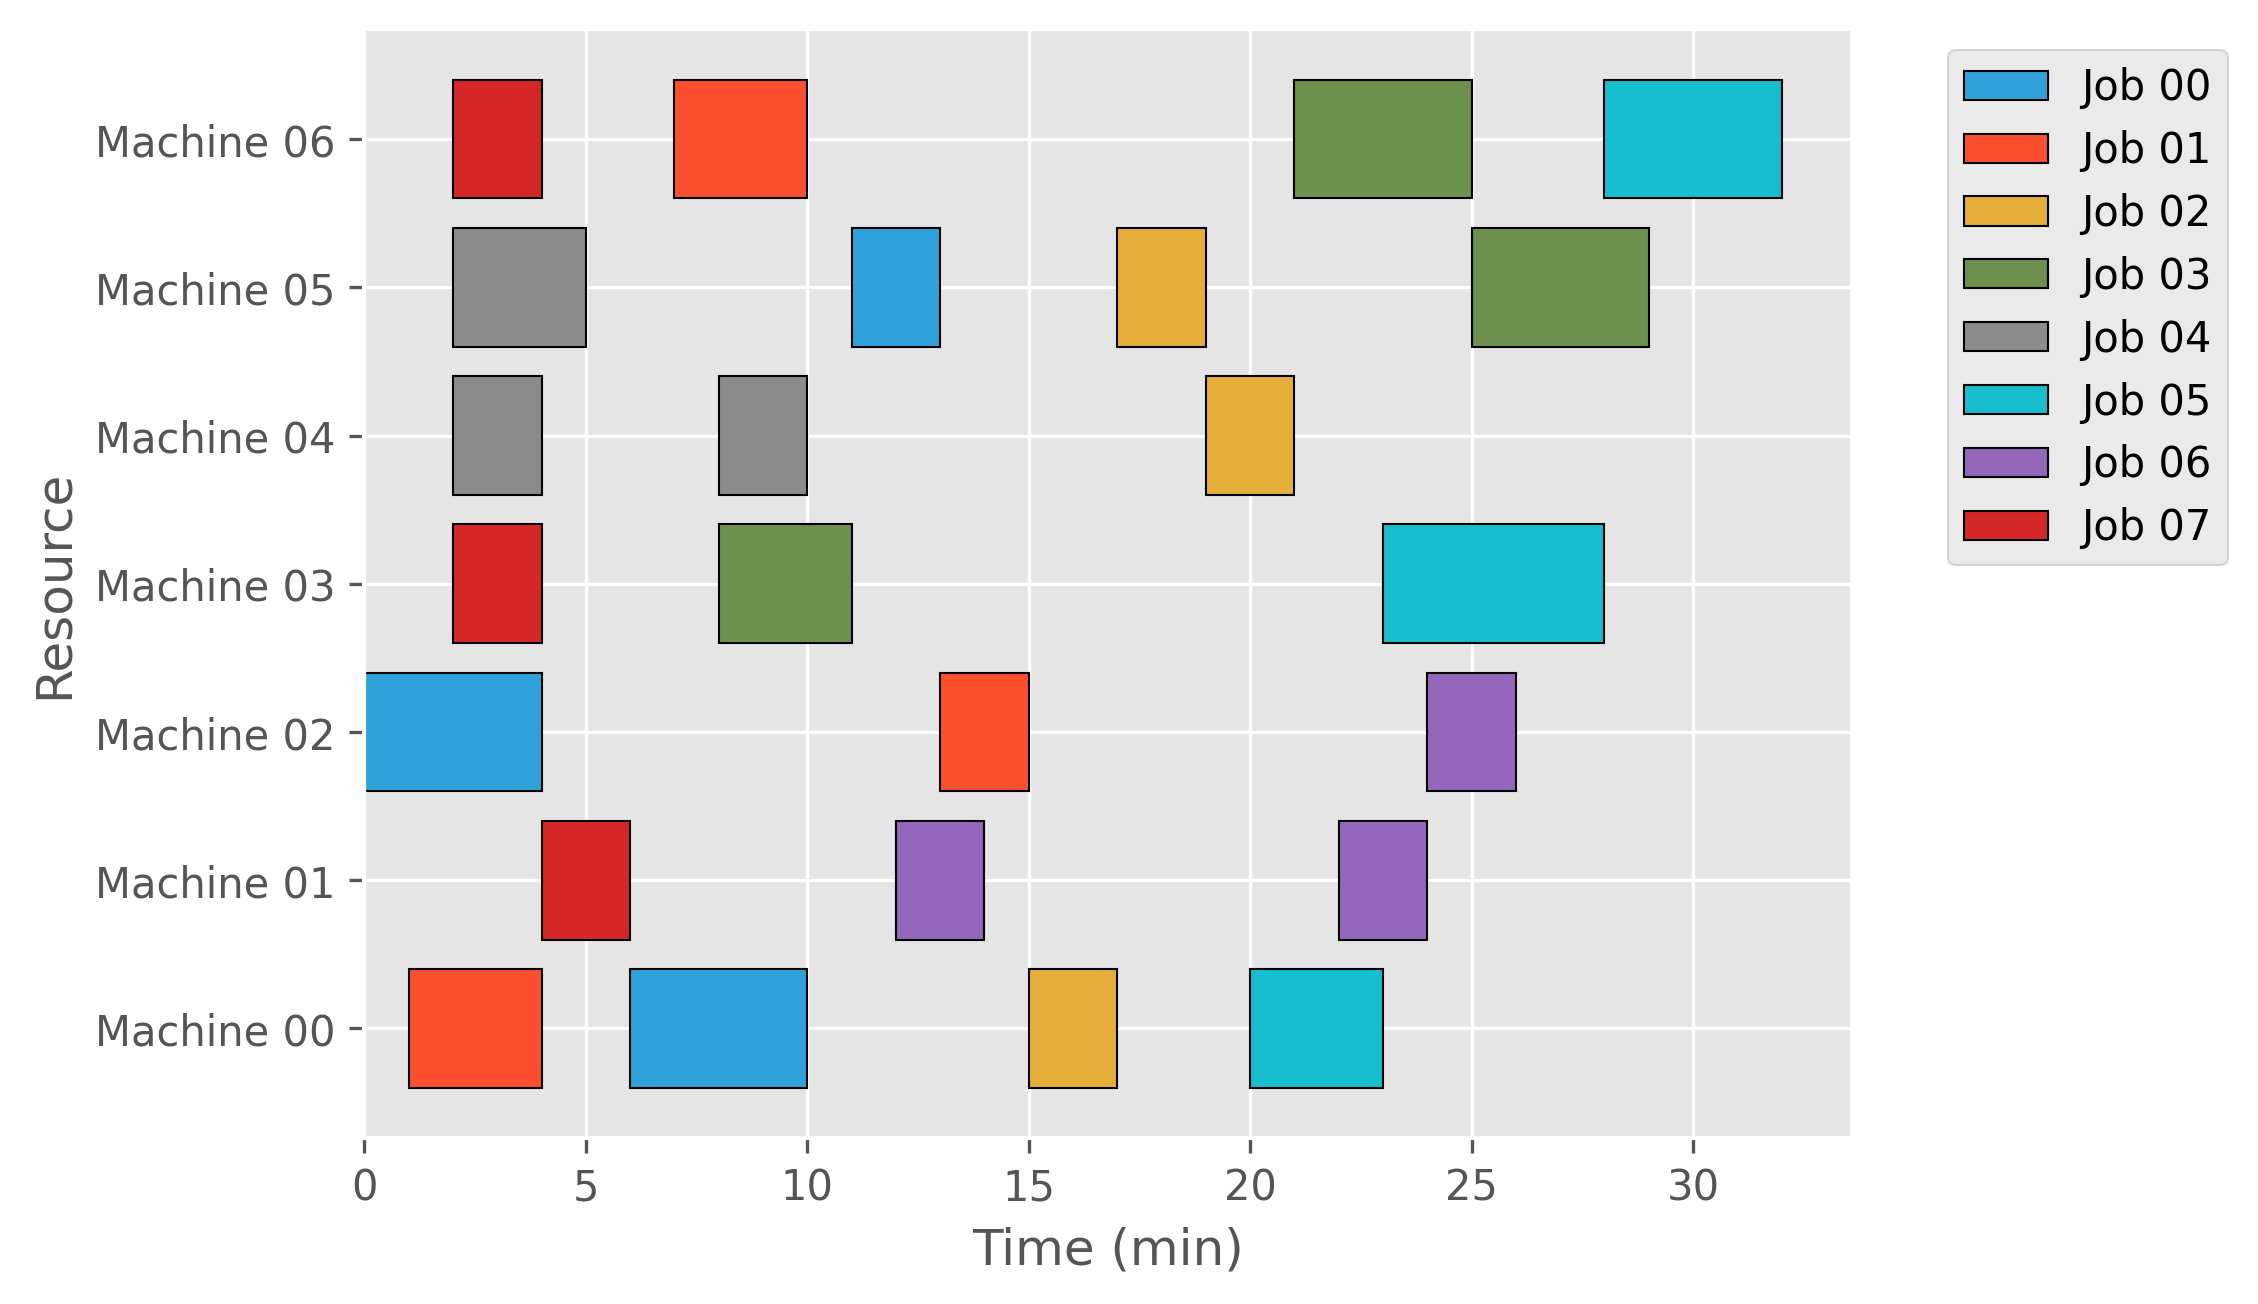 Machine 06
Machine 05
Machine 04
Machine 03
Machine 02
Machine 01
Machine 00
Resource
0 5 10 15 20 25 30
Time (min)
Job 00
Job 01
Job 02
Job 03
Job 04
Job 05
Job 06
Job 07